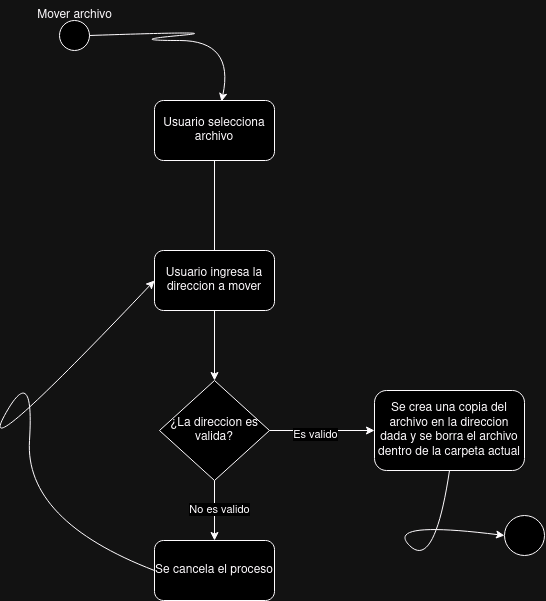 Mover archivo
Usuario selecciona
archivo
Usuario ingresa la
direccion a mover
¿La direccion es
valida?
Es valido
Se crea una copia del
archivo en la direccion
dada y se borra el archivo
dentro de la carpeta actual
No es valido
Se cancela el proceso